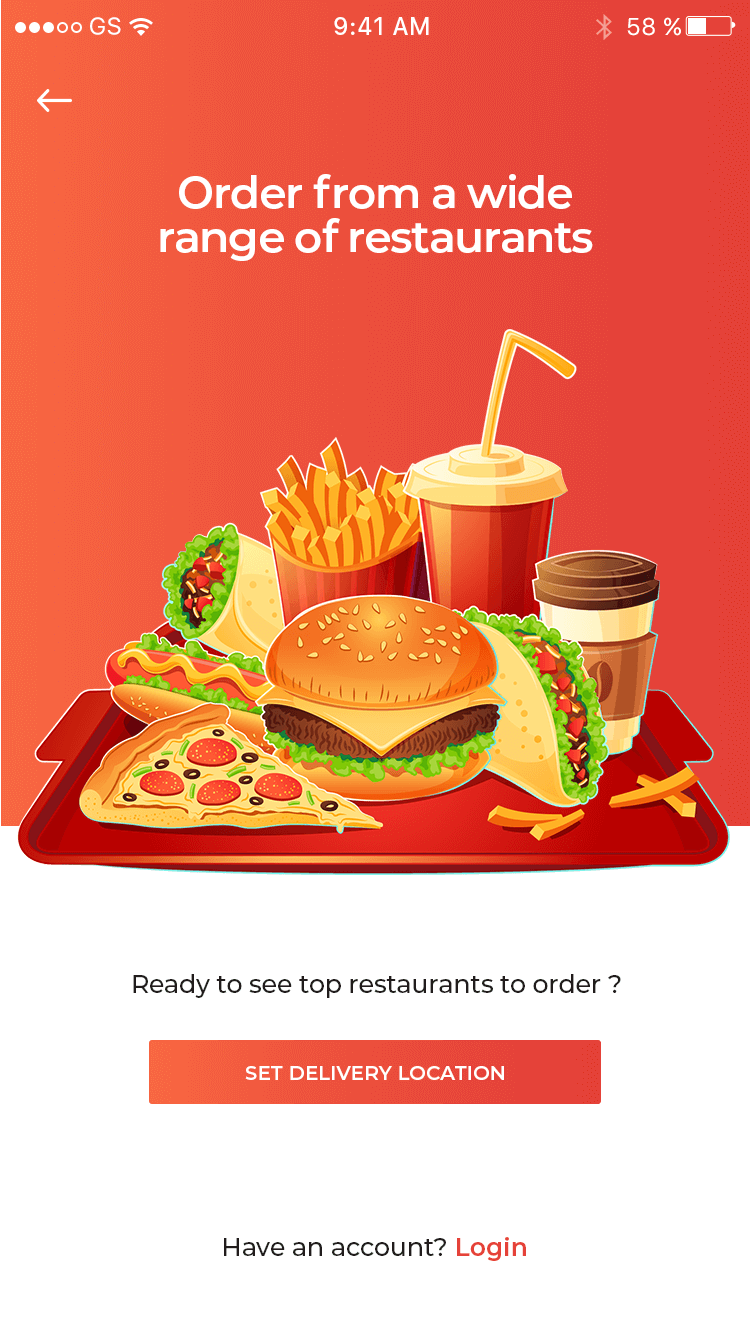 GS 9:41 AM 58 %
Order from a wide
range of restaurants
Ready to see top restaurants to order ?
SET DELIVERY LOCATION
Have an account? Login